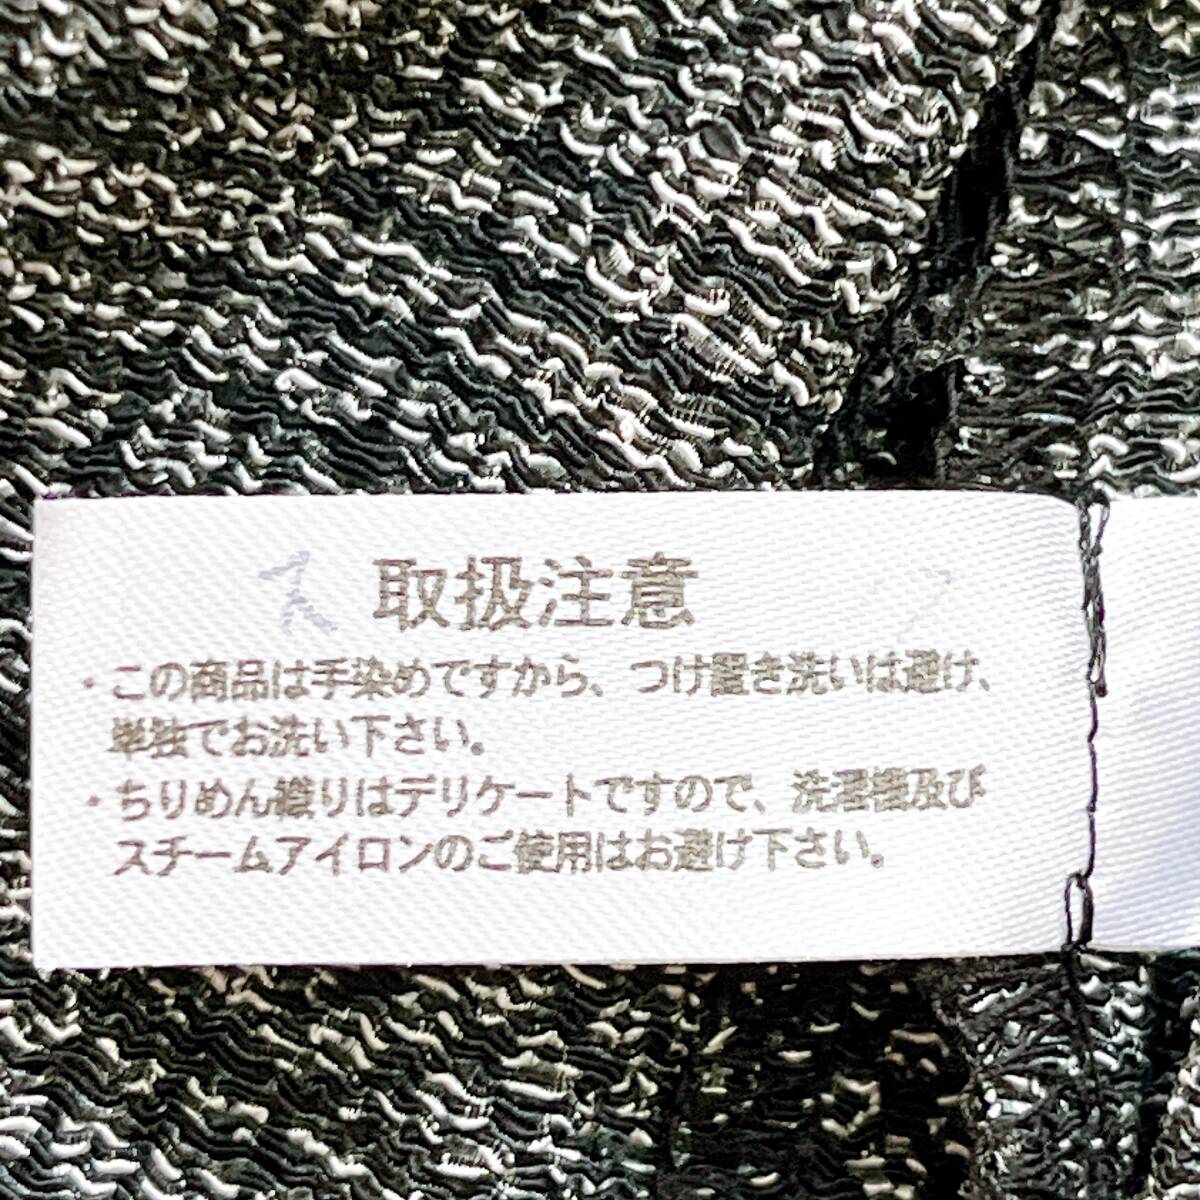 取扱注意
・この商品は手染めですから、つけ置き洗いは避け、
単独でお洗い下さい。
・ちりめん織りはデリケートですので、洗濯機及び
スチームアイロンのご使用はお避け下さい。